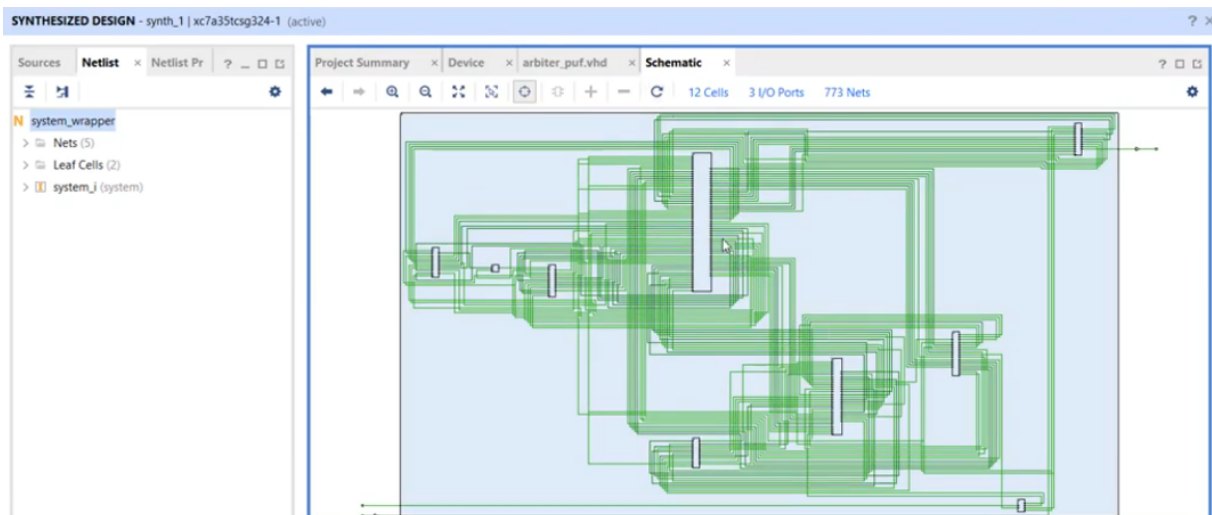 SYNTHESIZED DESIGN - synth_1 | xc7a35tcsg324-1 (active)
Sources Netlist Netlist Pr
Project Summary Device arbiter_puf.vhd Schematic
12 Cells 3 I/O Ports 773 Nets
N system_wrapper
Nets (5)
Leaf Cells (2)
system_i (system)